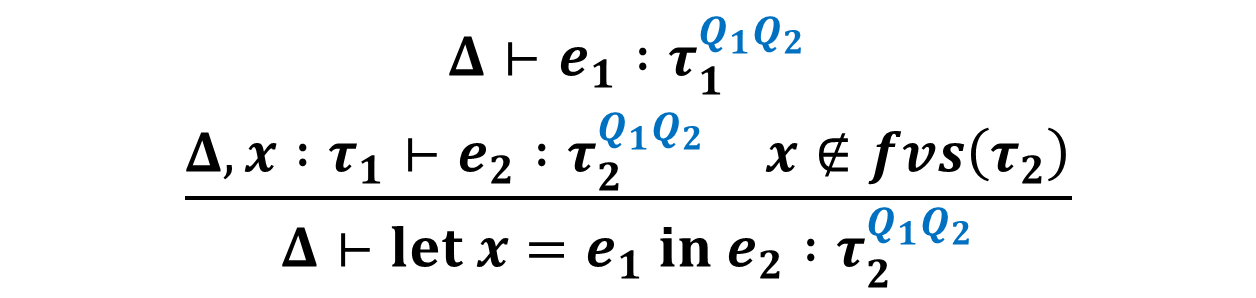 Δ ⊢ e₁ : τ₁^Q₁Q₂
Δ, x : τ₁ ⊢ e₂ : τ₂^Q₁Q₂ x ∉ fvs(τ₂)
Δ ⊢ let x = e₁ in e₂ : τ₂^Q₁Q₂